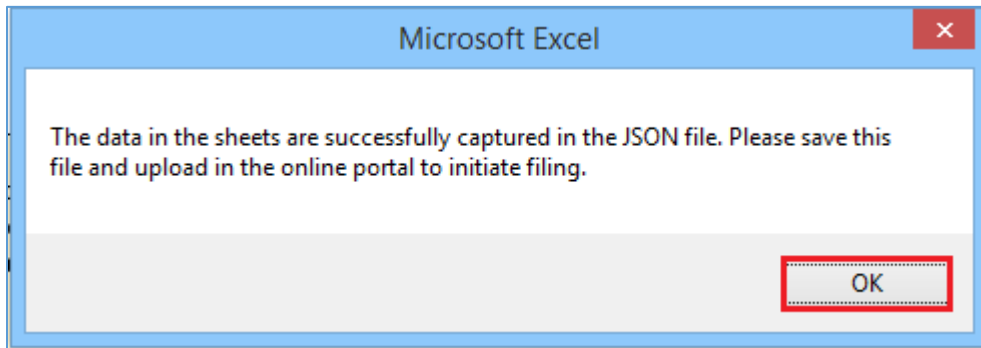 Microsoft Excel
The data in the sheets are successfully captured in the JSON file. Please save this
file and upload in the online portal to initiate filing.
OK